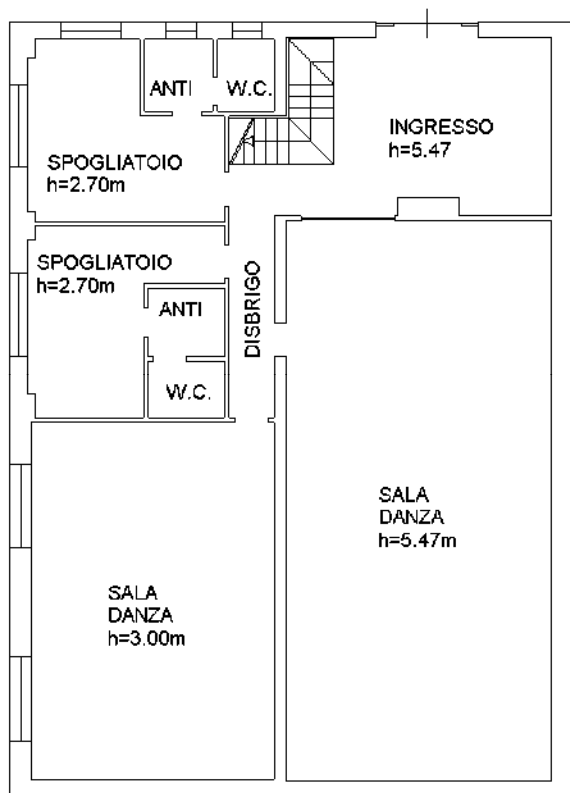 ANTI
W.C.
INGRESSO
h=5.47
SPOGLIATOIO
h=2.70m
SPOGLIATOIO
h=2.70m
ANTI
DISBRIGO
W.C.
SALA
DANZA
h=5.47m
SALA
DANZA
h=3.00m